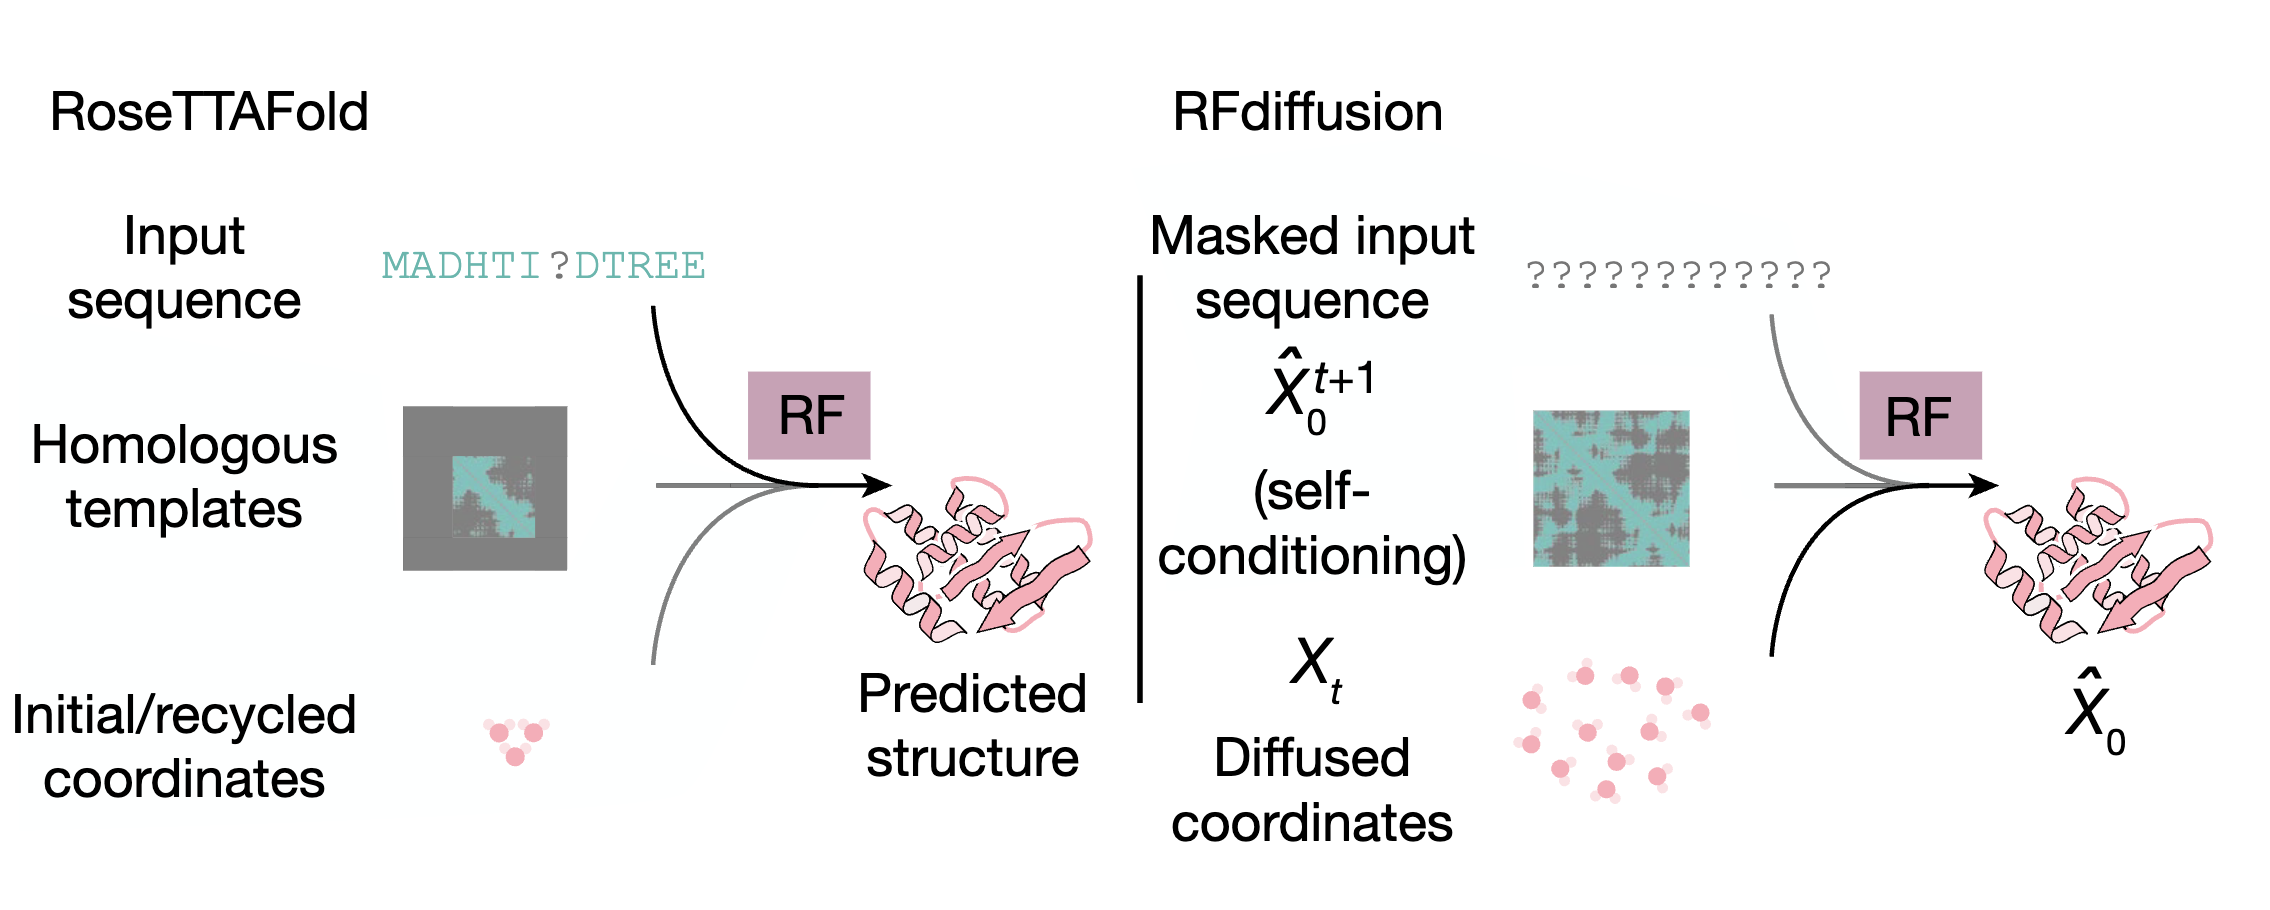 RoseTTAFold
Input
sequence
MADHTI?DTREE
Homologous
templates
Initial/recycled
coordinates
RF
Predicted
structure
RFdiffusion
Masked input
sequence
????????????
X̂₀ᵗ⁺¹
(self-
conditioning)
Xₜ
Diffused
coordinates
RF
X̂₀